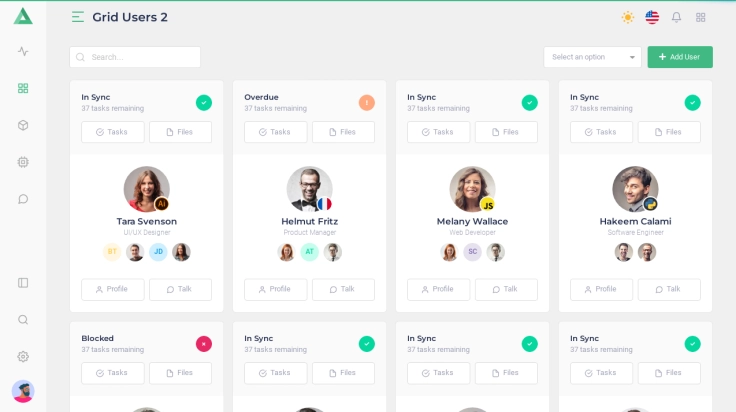 Grid Users 2
Search...
Select an option
Add User
In Sync
37 tasks remaining
Tasks
Files
Tara Svenson
Ai
UI/UX Designer
BT
JD
Profile
Talk
Overdue
37 tasks remaining
Tasks
Files
Helmut Fritz
Product Manager
AT
Profile
Talk
In Sync
37 tasks remaining
Tasks
Files
JS
Melany Wallace
Web Developer
SC
Profile
Talk
In Sync
37 tasks remaining
Tasks
Files
Hakeem Calami
Software Engineer
Profile
Talk
Blocked
37 tasks remaining
Tasks
Files
In Sync
37 tasks remaining
Tasks
Files
In Sync
37 tasks remaining
Tasks
Files
In Sync
37 tasks remaining
Tasks
Files